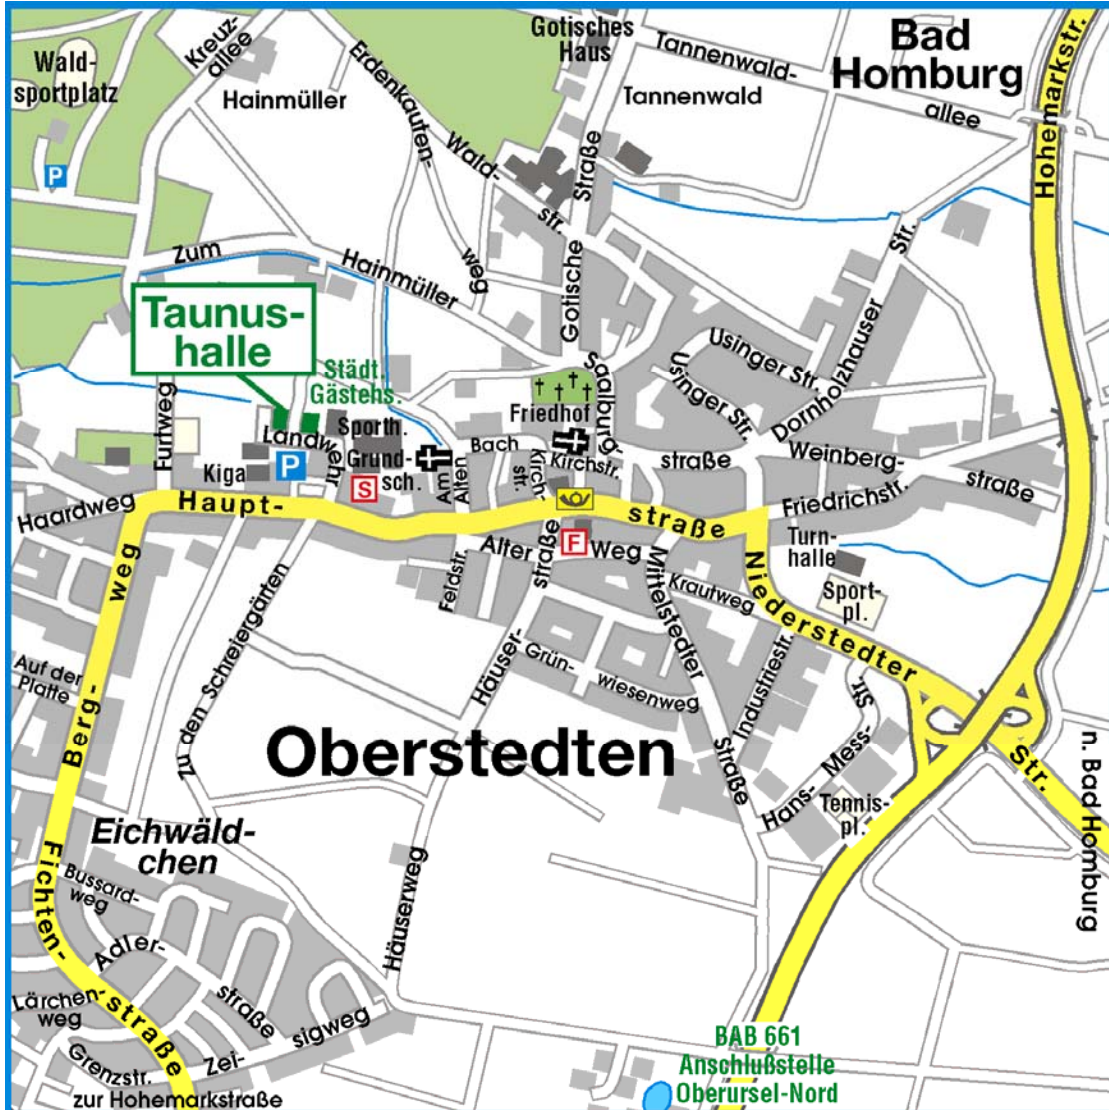 Gotisches
Haus
Bad
Homburg
Hohemarkstr.
Tannenwald-
allee
Tannenwald
Wald-
sportplatz
Kreuz-
allee
Hainmüller
Erdenkauten-
weg
Wald-
str.
Gotische
Straße
P
Zum
Hainmüller
Taunus-
halle
Städt.
Gästehs.
Usinger Str.
Usinger Str.
Dornholzhauser
Str.
Saalburg-
straße
Friedhof
Furtweg
Landwehr
Sporth.
Grund-
sch.
Kiga
P
S
Am
Alten
Bach
Kirch-
str.
Kirchstr.
Weinberg-
straße
Friedrichstr.
Haardweg
Haupt-
straße
Alter
Weg
F
Feldstr.
Turn-
halle
Sport-
pl.
Niederstedter
Str.
Krautweg
Mittelstedter
Straße
Industriestr.
Häuser-
straße
Grün-
wiesenweg
zu den Schreiergärten
Auf der
Platte
Berg-
weg
Oberstedten
Hans-
Mess-
Str.
Tennis-
pl.
n. Bad Homburg
Eichwäld-
chen
Bussard-
weg
Fichten-
straße
Adler-
straße
Häuserweg
Lärchen-
weg
Zei-
sigweg
Grenzstr.
zur Hohemarkstraße
BAB 661
Anschlußstelle
Oberursel-Nord